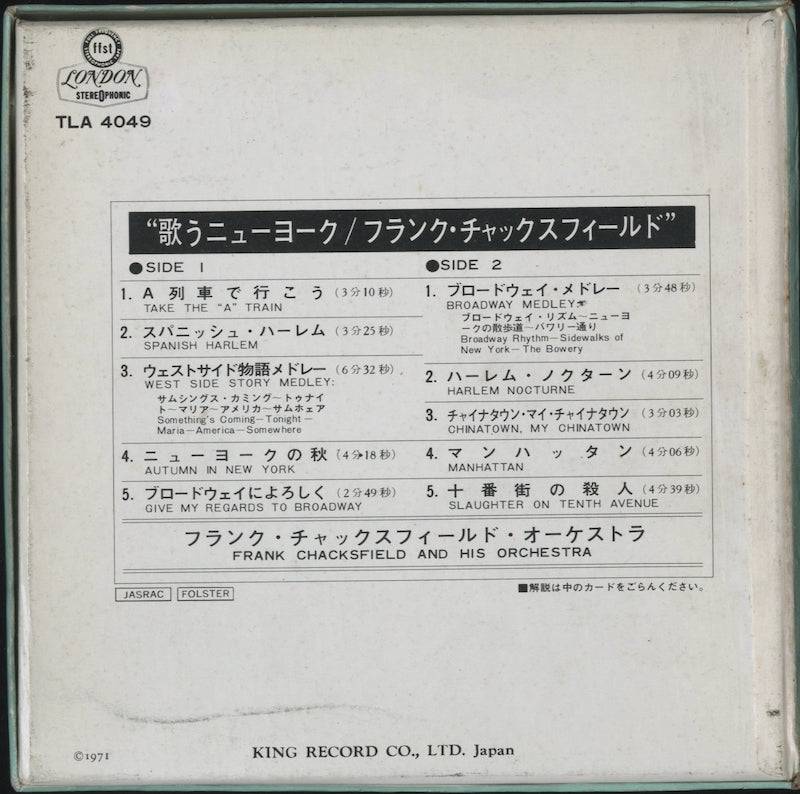 ffst
LONDON
STEREOPHONIC
TLA 4049
“歌うニューヨーク/フランク・チャックスフィールド”
●SIDE 1
1. A列車で行こう (3分10秒)
TAKE THE “A” TRAIN
2. スパニッシュ・ハーレム (3分25秒)
SPANISH HARLEM
3. ウェストサイド物語メドレー (6分32秒)
WEST SIDE STORY MEDLEY:
サムシングス・カミング〜トゥナイ
ト〜マリア〜アメリカ〜サムホェア
Something's Coming—Tonight—
Maria—America—Somewhere
4. ニューヨークの秋 (4分18秒)
AUTUMN IN NEW YORK
5. ブロードウェイによろしく (2分49秒)
GIVE MY REGARDS TO BROADWAY
●SIDE 2
1. ブロードウェイ・メドレー (3分48秒)
BROADWAY MEDLEY:
ブロードウェイ・リズム〜ニューヨ
ークの散歩道〜バワリー通り
Broadway Rhythm—Sidewalks of
New York—The Bowery
2. ハーレム・ノクターン (4分09秒)
HARLEM NOCTURNE
3. チャイナタウン・マイ・チャイナタウン (3分03秒)
CHINATOWN, MY CHINATOWN
4. マンハッタン (4分06秒)
MANHATTAN
5. 十番街の殺人 (4分39秒)
SLAUGHTER ON TENTH AVENUE
フランク・チャックスフィールド・オーケストラ
FRANK CHACKSFIELD AND HIS ORCHESTRA
JASRAC FOLSTER
■解説は中のカードをごらんください。
©1971
KING RECORD CO., LTD. Japan